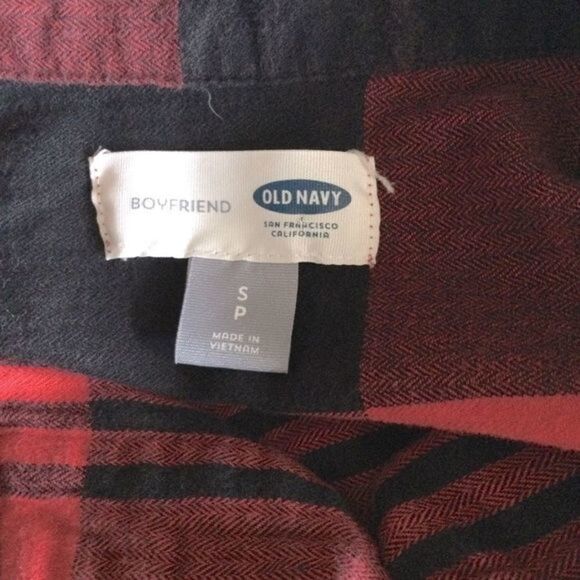 BOYFRIEND
OLD NAVY
SAN FRANCISCO
CALIFORNIA
S
P
MADE IN
VIETNAM